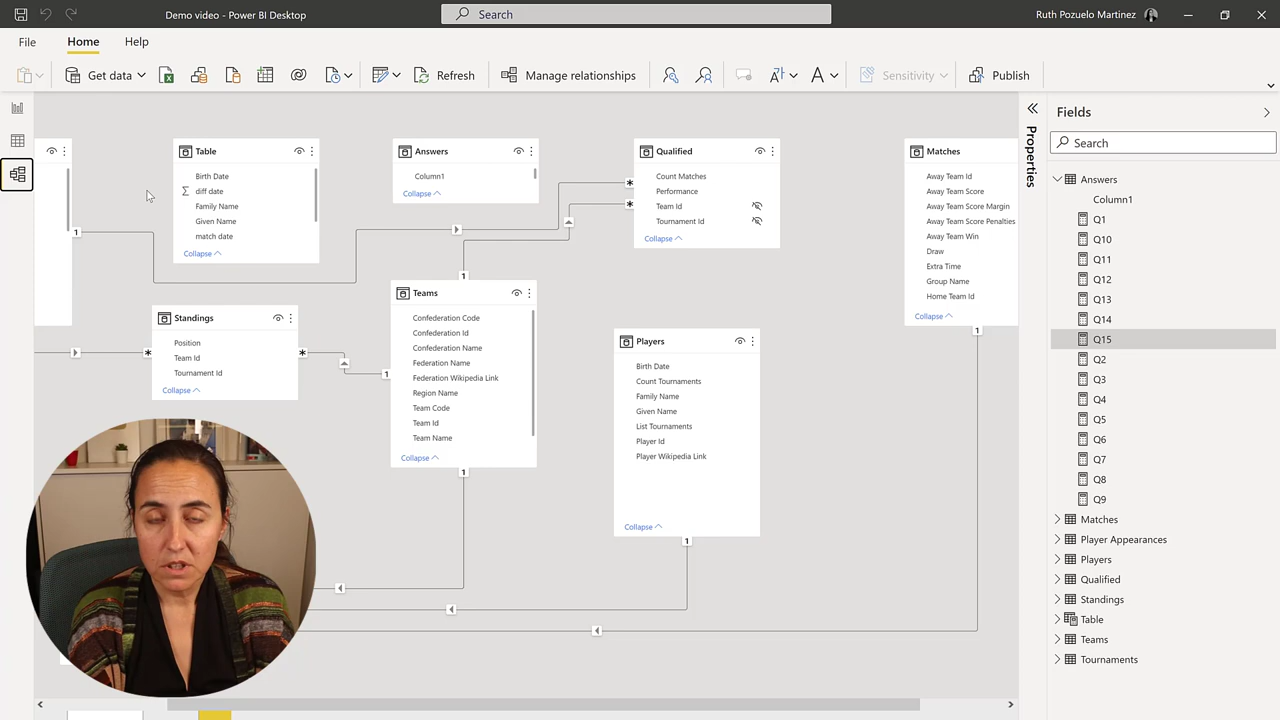 Demo video - Power BI Desktop
Search
Ruth Pozuelo Martinez
File
Home
Help
Get data
Refresh
Manage relationships
Sensitivity
Publish
Table
Birth Date
diff date
Family Name
Given Name
match date
Collapse
Answers
Column1
Collapse
Qualified
Count Matches
Performance
Team Id
Tournament Id
Collapse
Matches
Away Team Id
Away Team Score
Away Team Score Margin
Away Team Score Penalties
Away Team Win
Draw
Extra Time
Group Name
Home Team Id
Collapse
1
1
1
1
1
1
Standings
Position
Team Id
Tournament Id
Collapse
Teams
Confederation Code
Confederation Id
Confederation Name
Federation Name
Federation Wikipedia Link
Region Name
Team Code
Team Id
Team Name
Collapse
Players
Birth Date
Count Tournaments
Family Name
Given Name
List Tournaments
Player Id
Player Wikipedia Link
Collapse
Properties
Fields
Search
Answers
Column1
Q1
Q10
Q11
Q12
Q13
Q14
Q15
Q2
Q3
Q4
Q5
Q6
Q7
Q8
Q9
Matches
Player Appearances
Players
Qualified
Standings
Table
Teams
Tournaments